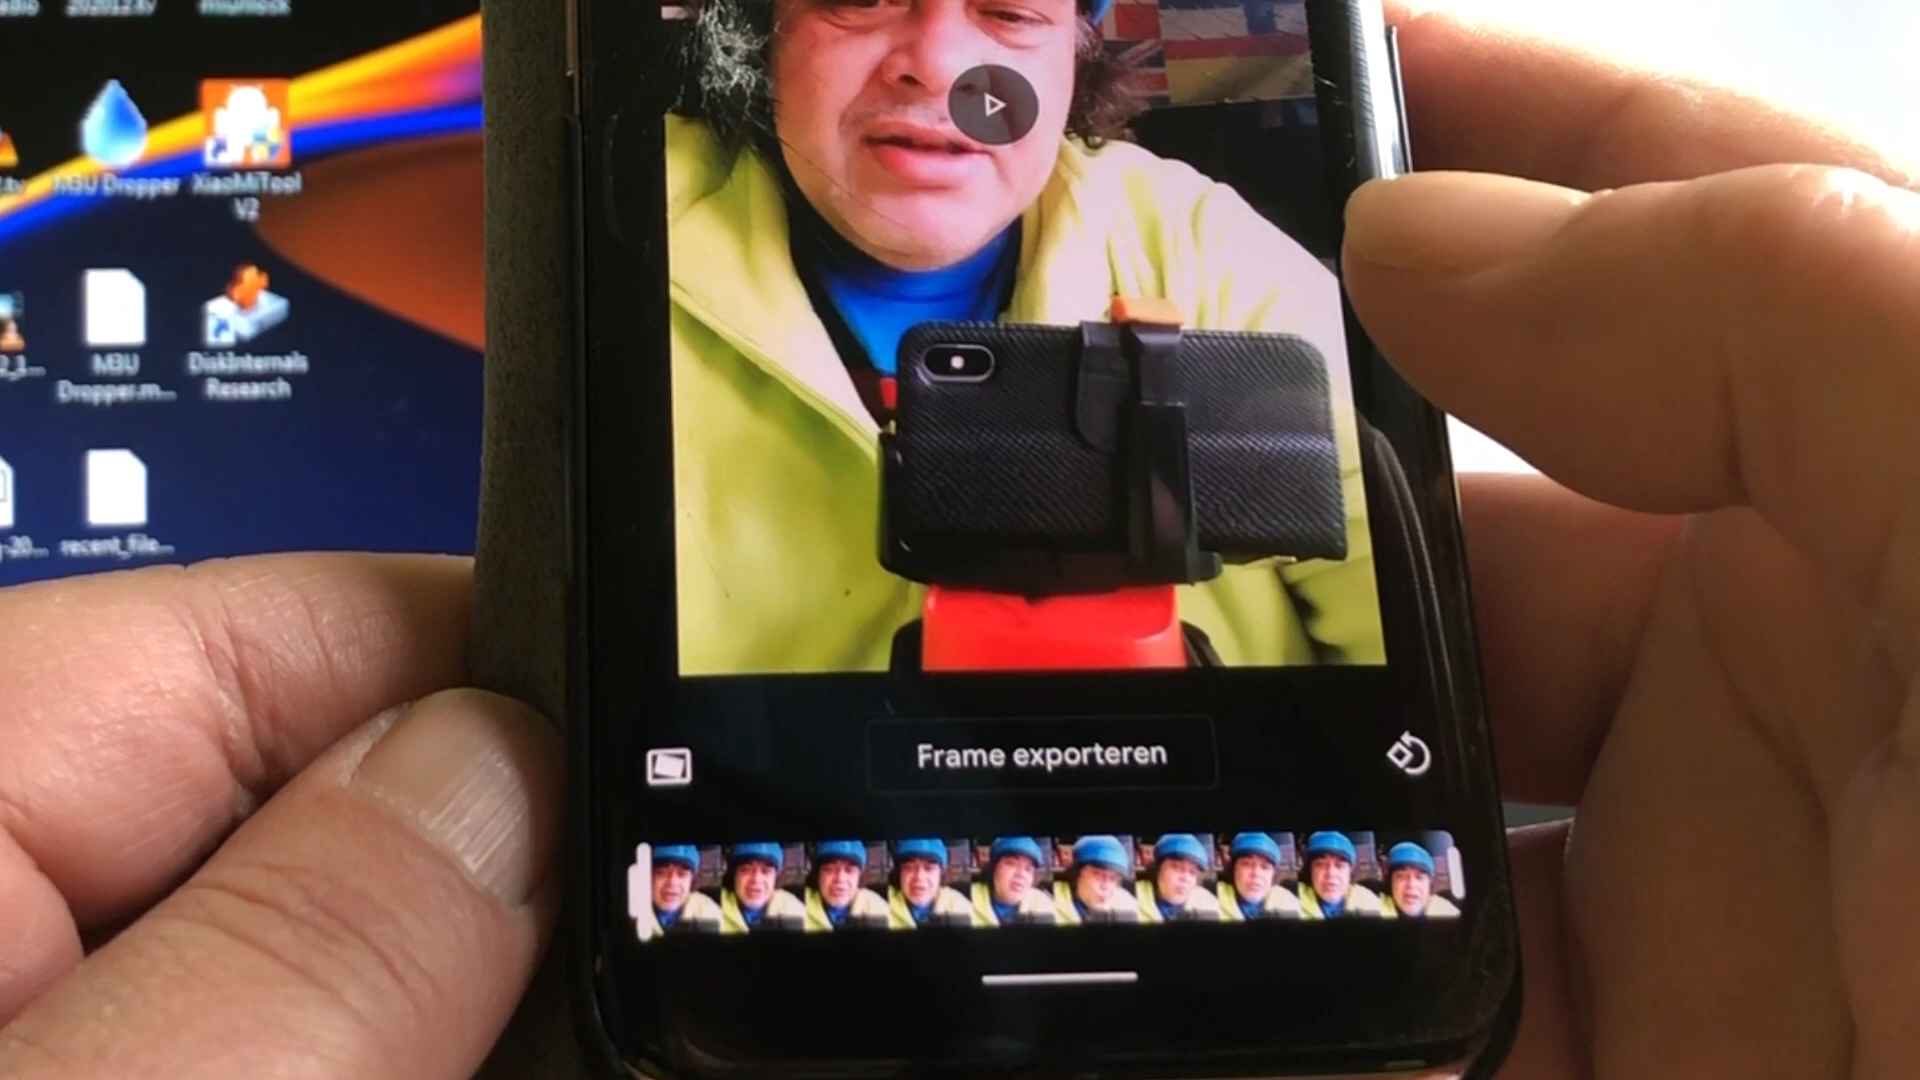 M3U Dropper
XiaoMiTool
V2
M3U
Dropper.m...
DiskInternals
Research
recent_file...
Frame exporteren